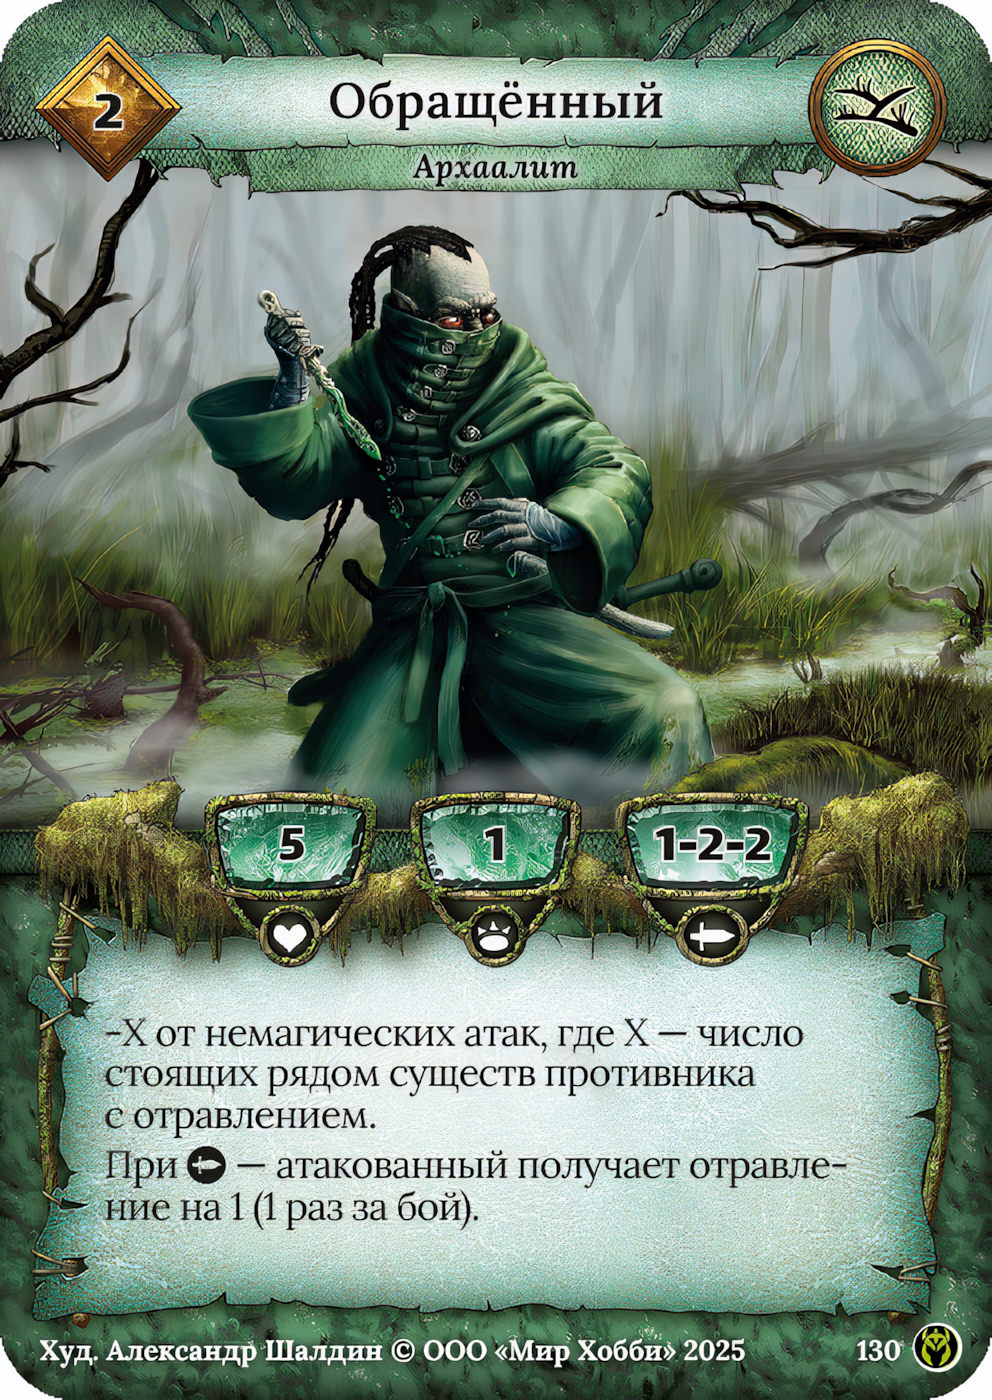 2
Обращённый
Архаалит
5
1
1-2-2
-X от немагических атак, где X — число
стоящих рядом существ противника
с отравлением.
При — атакованный получает отравле-
ние на 1 (1 раз за бой).
Худ. Александр Шалдин © ООО «Мир Хобби» 2025
130